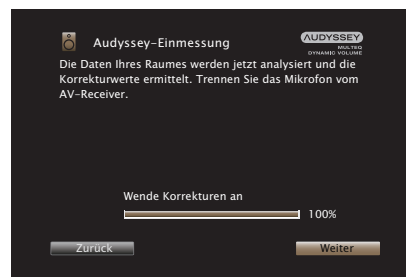 Audyssey-Einmessung
AUDYSSEY
MULTEQ
DYNAMIC VOLUME
Die Daten Ihres Raumes werden jetzt analysiert und die
Korrekturwerte ermittelt. Trennen Sie das Mikrofon vom
AV-Receiver.
Wende Korrekturen an
100%
Zurück
Weiter